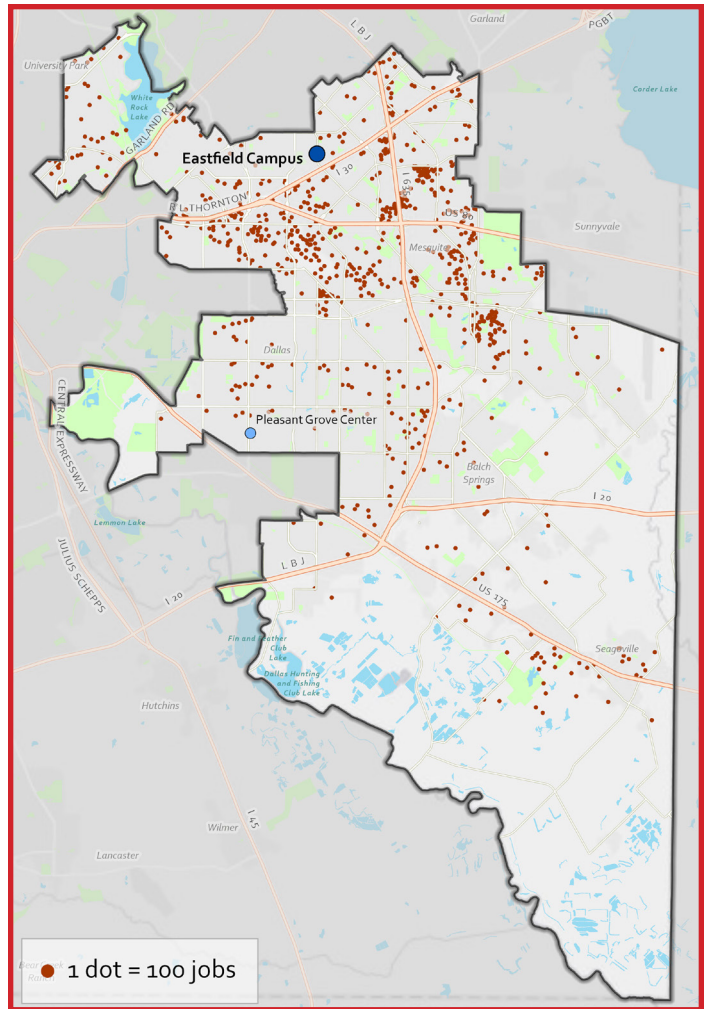 LBJ
Garland
PGBT
University Park
White
Rock
Lake
GARLAND RD
Eastfield Campus
I 30
I 635
R L THORNTON
US 80
Sunnyvale
Mesquite
Dallas
CENTRAL EXPRESSWAY
Pleasant Grove Center
Balch
Springs
I 20
Lemmon Lake
JULIUS SCHEPPS
LBJ
I 20
US 175
Fin and Feather
Club
Lake
Seagoville
Dallas Hunting
and Fishing
Club Lake
Hutchins
I 45
Wilmer
Lancaster
1 dot = 100 jobs